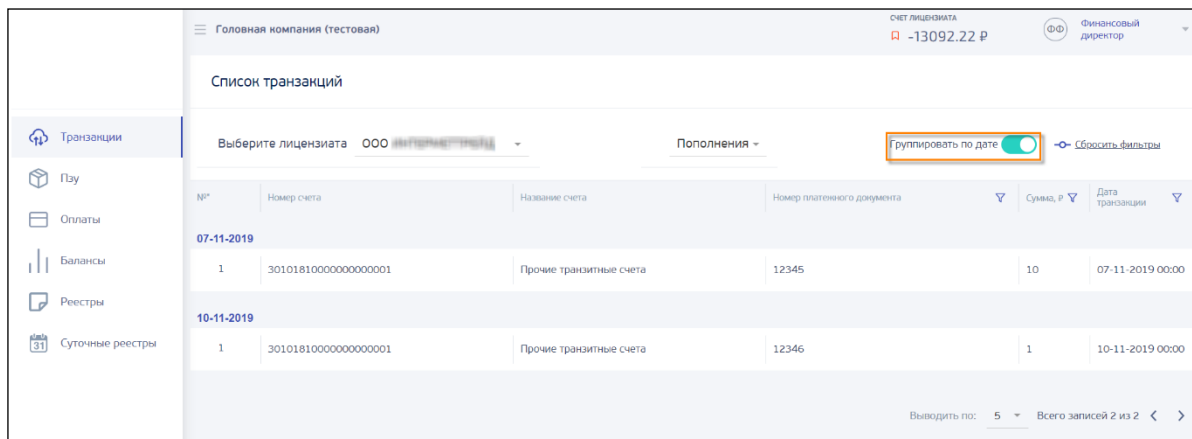 Головная компания (тестовая)
СЧЕТ ЛИЦЕНЗИАТА
-13092.22 ₽
ФФ
Финансовый
директор
Список транзакций
Транзакции
Пзу
Оплаты
Балансы
Реестры
31
Суточные реестры
Выберите лицензиата ООО
Пополнения
Группировать по дате
Сбросить фильтры
№° Номер счета Название счета Номер платежного документа Сумма, ₽ Дата
транзакции
07-11-2019
1 30101810000000000001 Прочие транзитные счета 12345 10 07-11-2019 00:00
10-11-2019
1 30101810000000000001 Прочие транзитные счета 12346 1 10-11-2019 00:00
Выводить по: 5 Всего записей 2 из 2